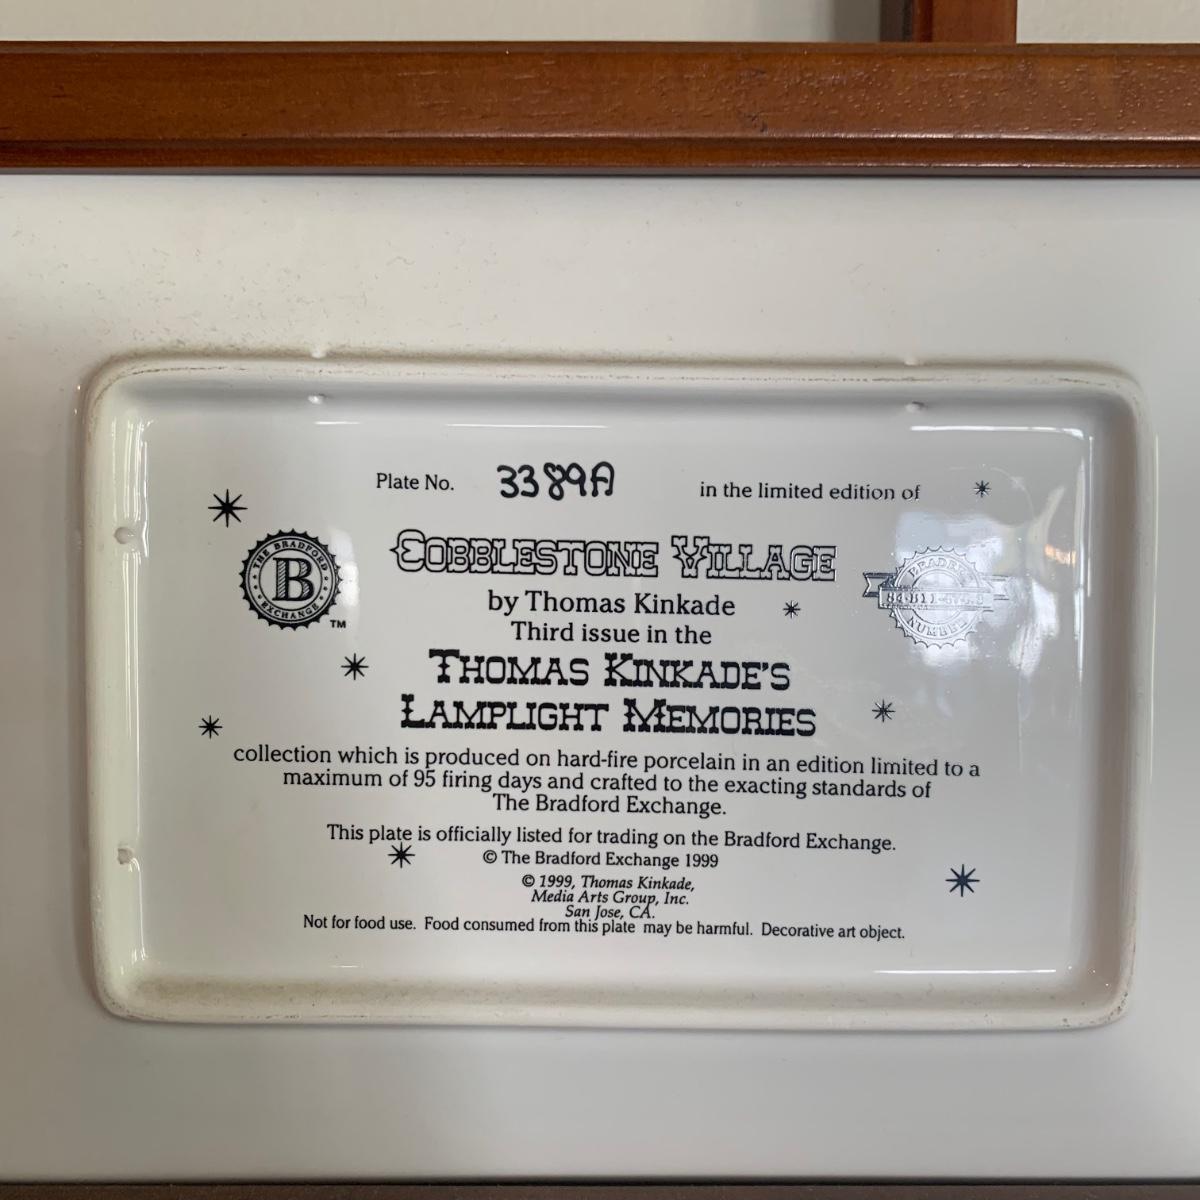 Plate No. 3389A in the limited edition of
COBBLESTONE VILLAGE
by Thomas Kinkade
Third issue in the
THOMAS KINKADE'S
LAMPLIGHT MEMORIES
collection which is produced on hard-fire porcelain in an edition limited to a
maximum of 95 firing days and crafted to the exacting standards of
The Bradford Exchange.
This plate is officially listed for trading on the Bradford Exchange.
© The Bradford Exchange 1999
© 1999, Thomas Kinkade,
Media Arts Group, Inc.
San Jose, CA.
Not for food use. Food consumed from this plate may be harmful. Decorative art object.
THE BRADFORD
B
EXCHANGE
TM
BRADEX
NUMBER